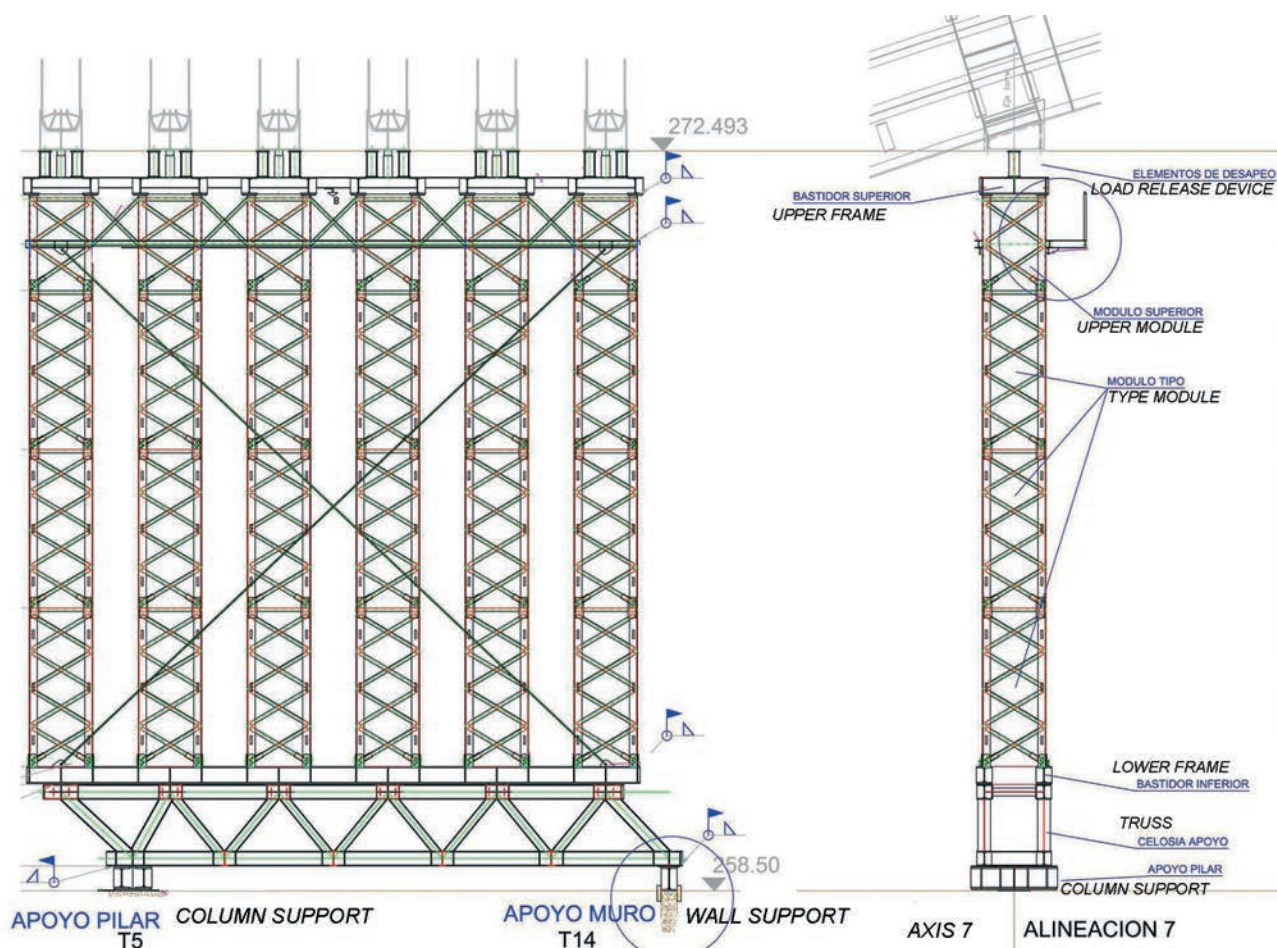 272.493
ELEMENTOS DE DESAPEO
LOAD RELEASE DEVICE
BASTIDOR SUPERIOR
UPPER FRAME
MODULO SUPERIOR
UPPER MODULE
MODULO TIPO
TYPE MODULE
LOWER FRAME
BASTIDOR INFERIOR
TRUSS
CELOSIA APOYO
258.50
APOYO PILAR
COLUMN SUPPORT
APOYO PILAR COLUMN SUPPORT
T5
APOYO MURO WALL SUPPORT
T14
AXIS 7 ALINEACION 7